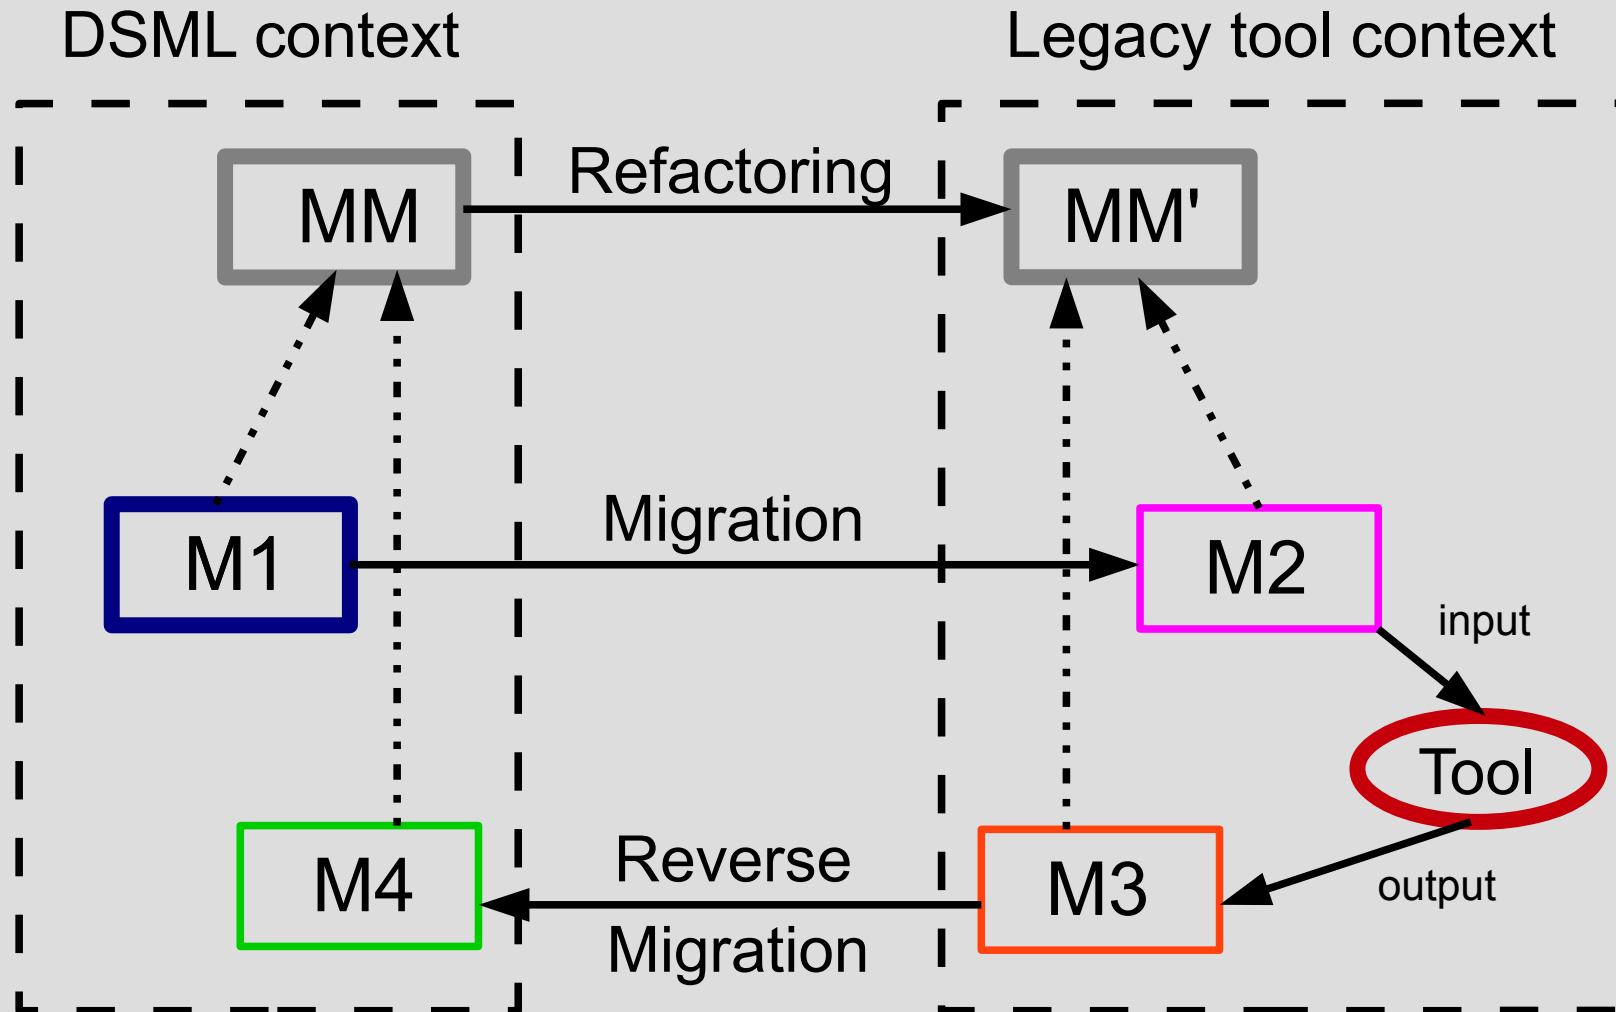 DSML context
Legacy tool context
MM
Refactoring
MM'
M1
Migration
M2
input
Tool
output
M4
Reverse
Migration
M3